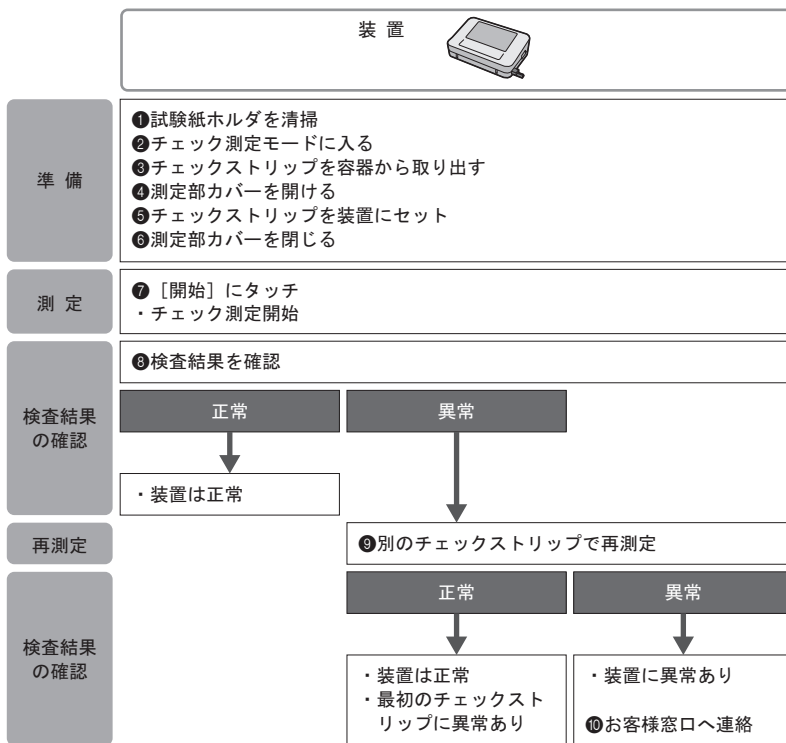 装 置
準 備
❶試験紙ホルダを清掃
❷チェック測定モードに入る
❸チェックストリップを容器から取り出す
❹測定部カバーを開ける
❺チェックストリップを装置にセット
❻測定部カバーを閉じる
測 定
❼［開始］にタッチ
・チェック測定開始
検査結果
の確認
❽検査結果を確認
正常
異常
・装置は正常
再測定
❾別のチェックストリップで再測定
検査結果
の確認
正常
異常
・装置は正常
・最初のチェックスト
リップに異常あり
・装置に異常あり
❿お客様窓口へ連絡